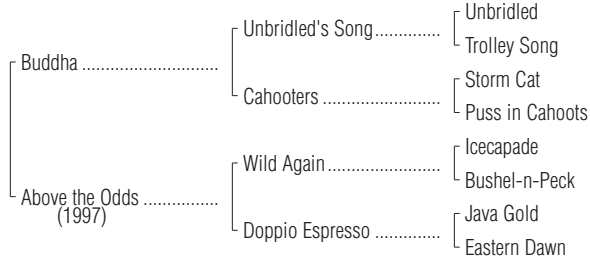 Unbridled
Unbridled's Song..............
Trolley Song
Buddha .............................
Storm Cat
Cahooters .........................
Puss in Cahoots
Icecapade
Wild Again........................
Bushel-n-Peck
Above the Odds ................
(1997)
Java Gold
Doppio Espresso ..............
Eastern Dawn